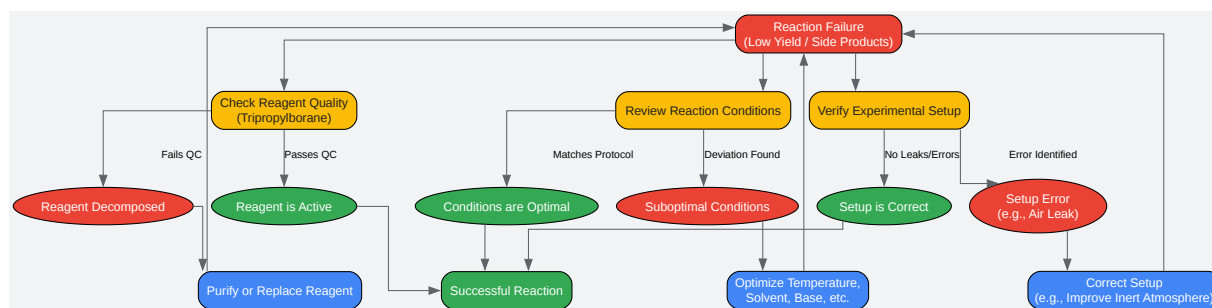 Reaction Failure
(Low Yield / Side Products)
Check Reagent Quality
(Tripropylborane)
Review Reaction Conditions
Verify Experimental Setup
Fails QC
Passes QC
Matches Protocol
Deviation Found
No Leaks/Errors
Error Identified
Reagent Decomposed
Reagent is Active
Conditions are Optimal
Suboptimal Conditions
Setup is Correct
Setup Error
(e.g., Air Leak)
Purify or Replace Reagent
Successful Reaction
Optimize Temperature,
Solvent, Base, etc.
Correct Setup
(e.g., Improve Inert Atmosphere)